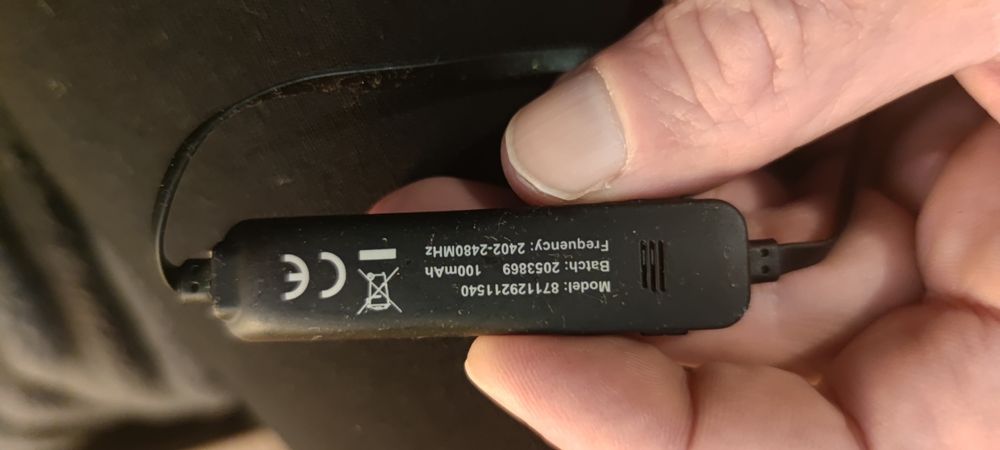 Model: 8711292115​40
Batch: 2053869 100mAh
Frequency: 2402-2480MHz
CE